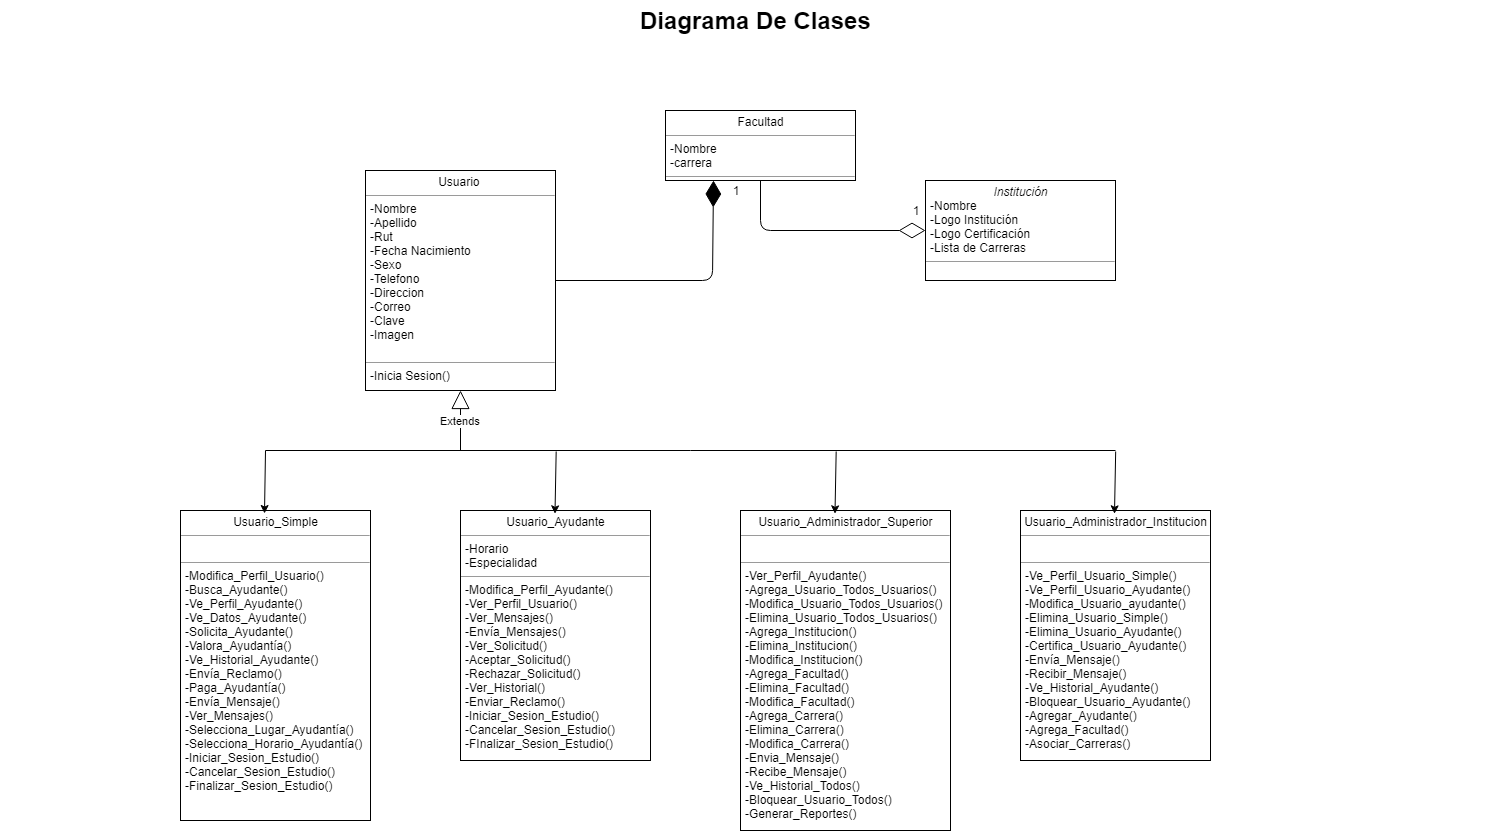 Diagrama De Clases
Facultad
-Nombre
-carrera
1
Usuario
-Nombre
-Apellido
-Rut
-Fecha Nacimiento
-Sexo
-Telefono
-Direccion
-Correo
-Clave
-Imagen
-Inicia Sesion()
1
Institución
-Nombre
-Logo Institución
-Logo Certificación
-Lista de Carreras
Extends
Usuario_Simple
-Modifica_Perfil_Usuario()
-Busca_Ayudante()
-Ve_Perfil_Ayudante()
-Ve_Datos_Ayudante()
-Solicita_Ayudante()
-Valora_Ayudantía()
-Ve_Historial_Ayudante()
-Envía_Reclamo()
-Paga_Ayudantía()
-Envía_Mensaje()
-Ver_Mensajes()
-Selecciona_Lugar_Ayudantía()
-Selecciona_Horario_Ayudantía()
-Iniciar_Sesion_Estudio()
-Cancelar_Sesion_Estudio()
-Finalizar_Sesion_Estudio()
Usuario_Ayudante
-Horario
-Especialidad
-Modifica_Perfil_Ayudante()
-Ver_Perfil_Usuario()
-Ver_Mensajes()
-Envía_Mensajes()
-Ver_Solicitud()
-Aceptar_Solicitud()
-Rechazar_Solicitud()
-Ver_Historial()
-Enviar_Reclamo()
-Iniciar_Sesion_Estudio()
-Cancelar_Sesion_Estudio()
-FInalizar_Sesion_Estudio()
Usuario_Administrador_Superior
-Ver_Perfil_Ayudante()
-Agrega_Usuario_Todos_Usuarios()
-Modifica_Usuario_Todos_Usuarios()
-Elimina_Usuario_Todos_Usuarios()
-Agrega_Institucion()
-Elimina_Institucion()
-Modifica_Institucion()
-Agrega_Facultad()
-Elimina_Facultad()
-Modifica_Facultad()
-Agrega_Carrera()
-Elimina_Carrera()
-Modifica_Carrera()
-Envia_Mensaje()
-Recibe_Mensaje()
-Ve_Historial_Todos()
-Bloquear_Usuario_Todos()
-Generar_Reportes()
Usuario_Administrador_Institucion
-Ve_Perfil_Usuario_Simple()
-Ve_Perfil_Usuario_Ayudante()
-Modifica_Usuario_ayudante()
-Elimina_Usuario_Simple()
-Elimina_Usuario_Ayudante()
-Certifica_Usuario_Ayudante()
-Envía_Mensaje()
-Recibir_Mensaje()
-Ve_Historial_Ayudante()
-Bloquear_Usuario_Ayudante()
-Agregar_Ayudante()
-Agrega_Facultad()
-Asociar_Carreras()